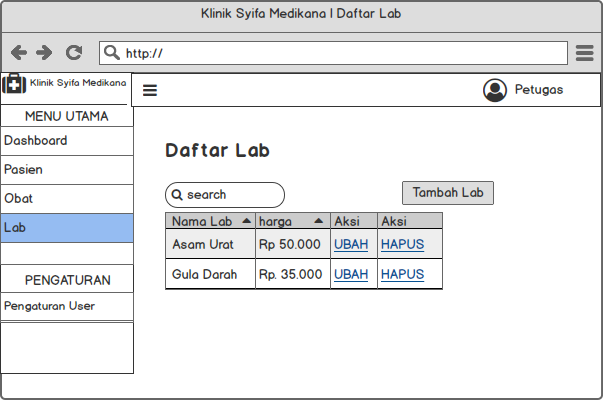 Klinik Syifa Medikana | Daftar Lab
http://
Klinik Syifa Medikana
Petugas
MENU UTAMA
Dashboard
Pasien
Obat
Lab
PENGATURAN
Pengaturan User
Daftar Lab
search
Tambah Lab
Nama Lab harga Aksi Aksi
Asam Urat Rp 50.000 UBAH HAPUS
Gula Darah Rp. 35.000 UBAH HAPUS